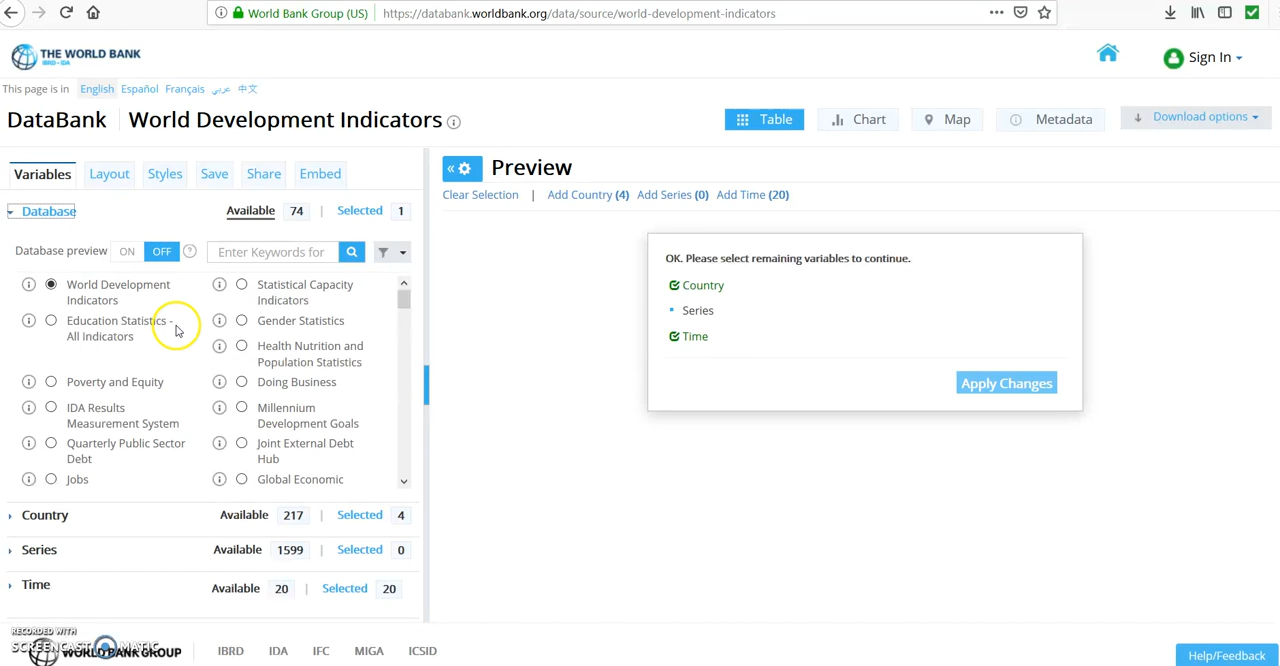 World Bank Group (US) https://databank.worldbank.org/data/source/world-development-indicators
THE WORLD BANK
IBRD • IDA
Sign In
This page is in English Español Français عربي 中文
DataBank World Development Indicators
Table Chart Map Metadata Download options
Variables Layout Styles Save Share Embed
« Preview
Clear Selection | Add Country (4) Add Series (0) Add Time (20)
Database Available 74 | Selected 1
Database preview ON OFF ? Enter Keywords for
World Development Indicators
Statistical Capacity Indicators
Education Statistics - All Indicators
Gender Statistics
Health Nutrition and Population Statistics
Poverty and Equity
Doing Business
IDA Results Measurement System
Millennium Development Goals
Quarterly Public Sector Debt
Joint External Debt Hub
Jobs
Global Economic
OK. Please select remaining variables to continue.
Country
Series
Time
Apply Changes
Country Available 217 | Selected 4
Series Available 1599 | Selected 0
Time Available 20 | Selected 20
RECORDED WITH
SCREENCAST MATIC
WORLD BANK GROUP IBRD IDA IFC MIGA ICSID
Help/Feedback